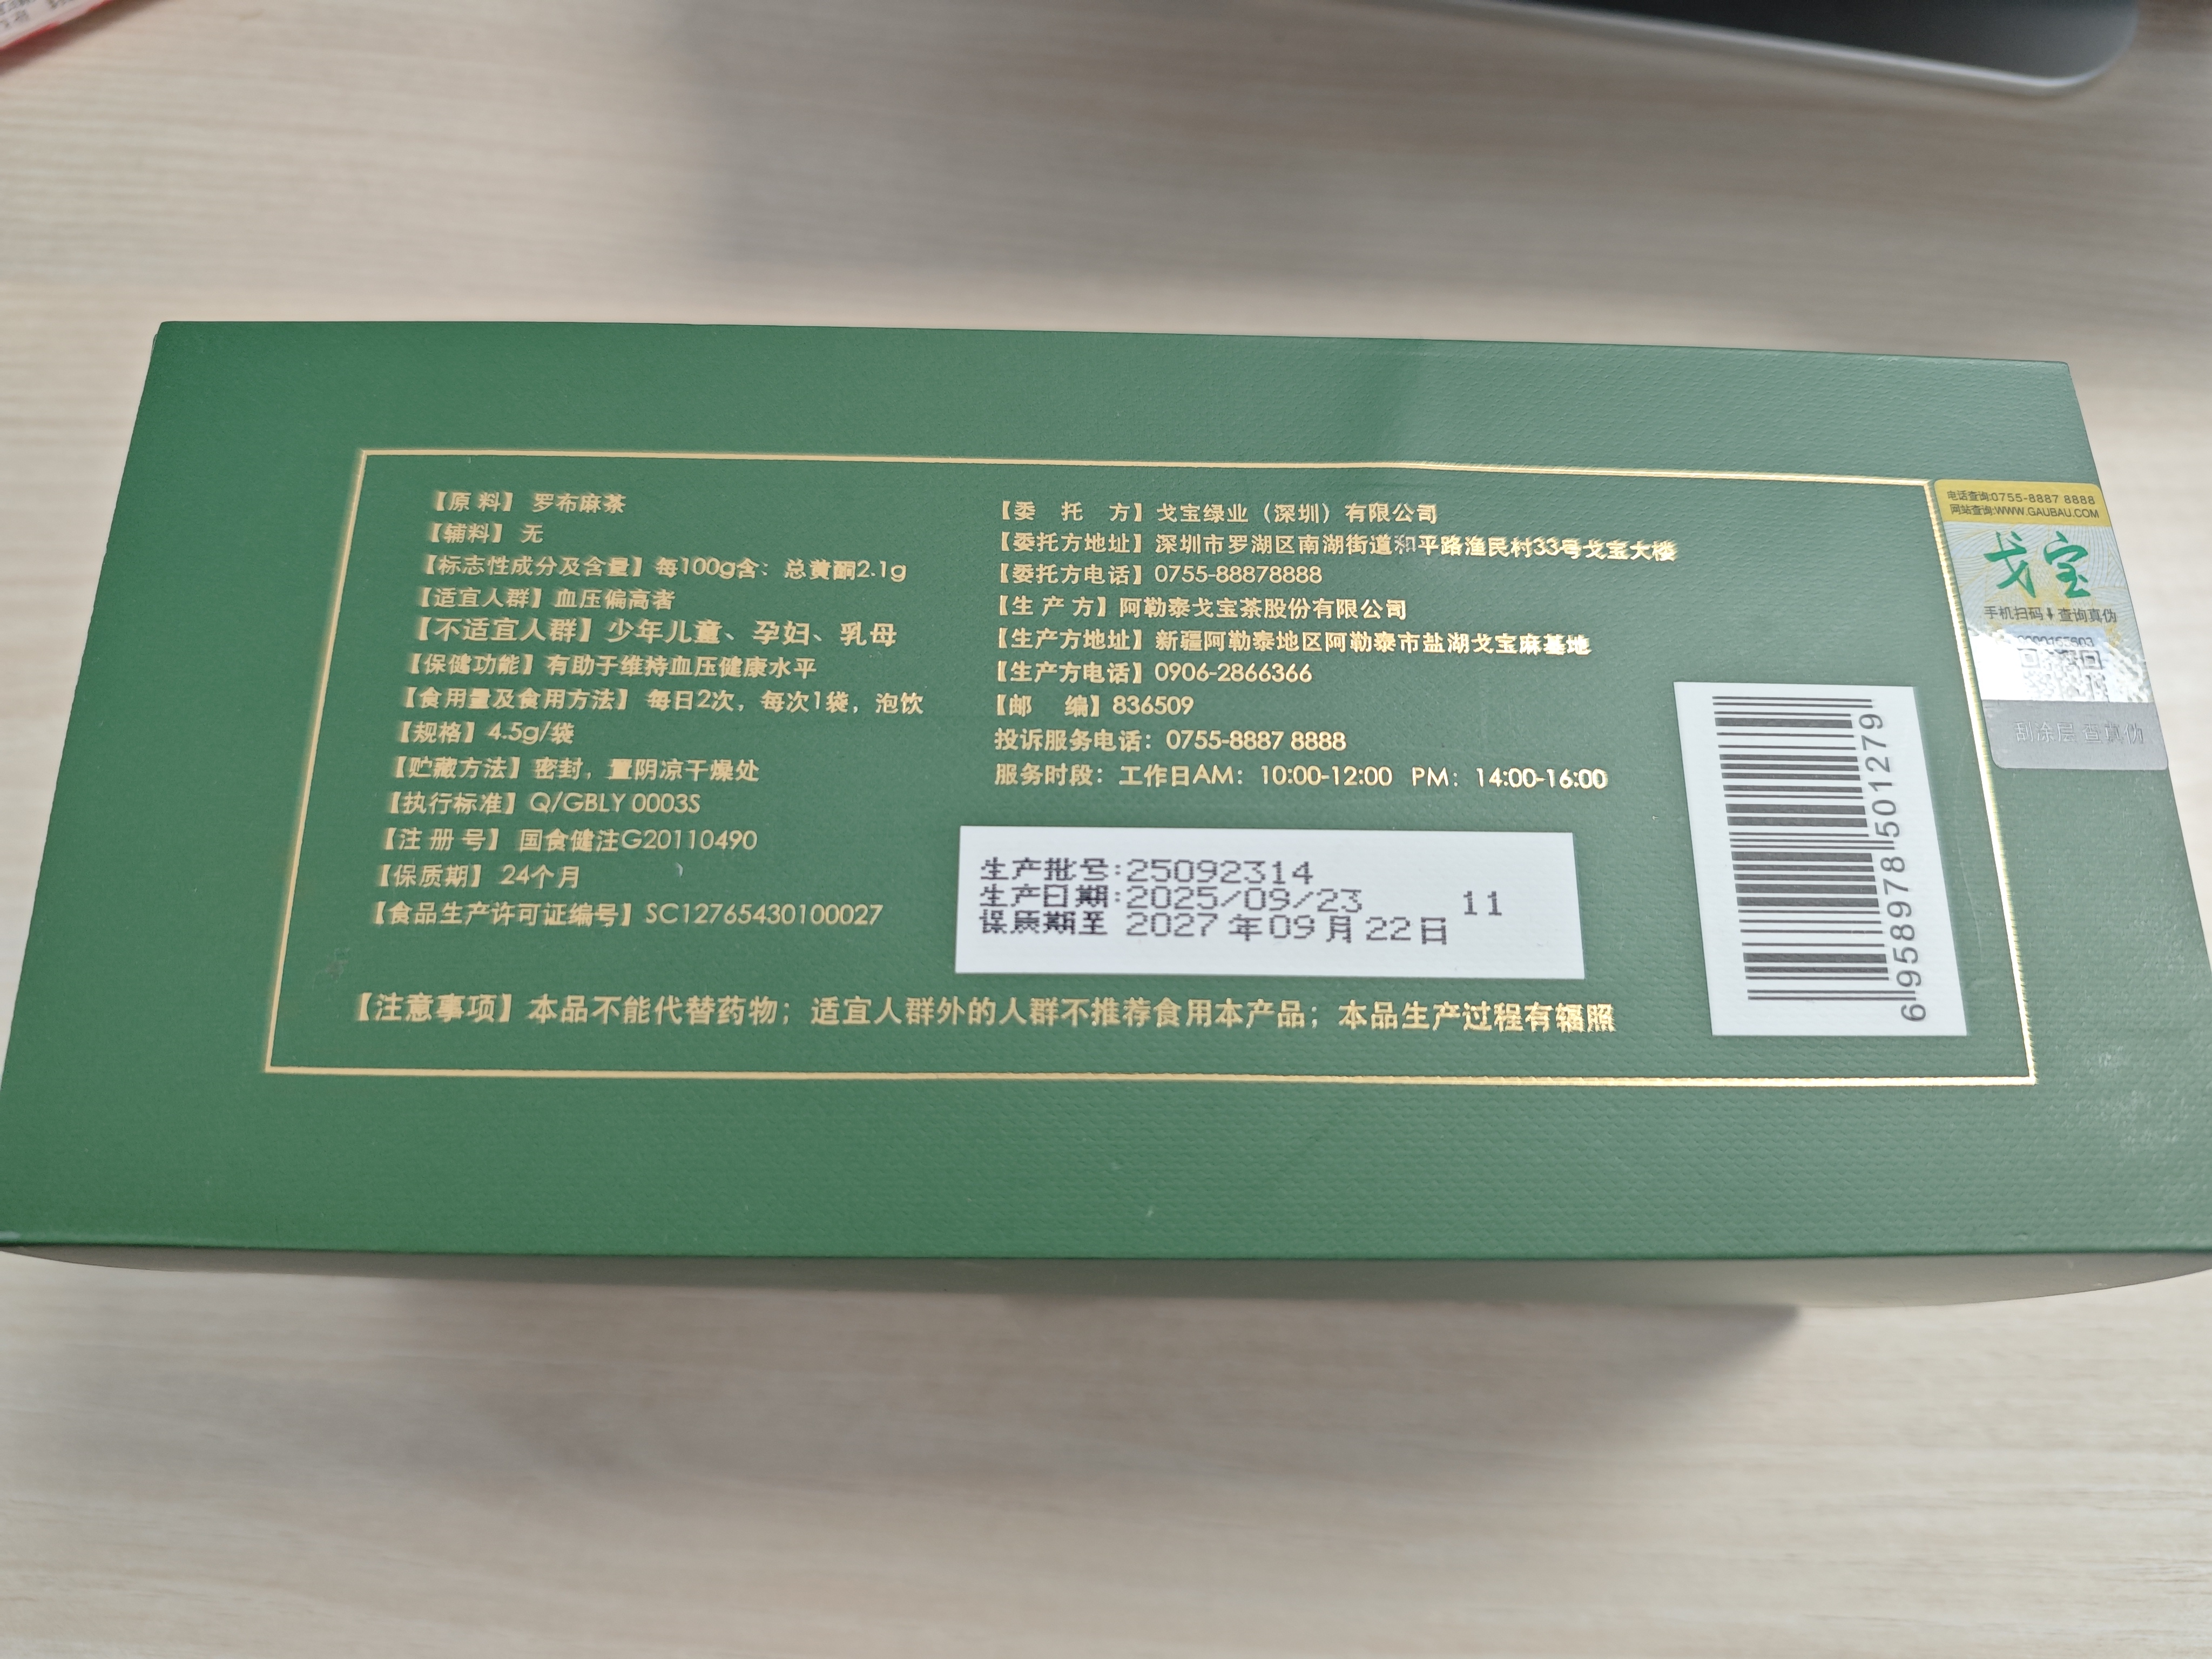 【原 料】 罗布麻茶
【辅料】 无
【标志性成分及含量】每100g含：总黄酮2.1g
【适宜人群】血压偏高者
【不适宜人群】少年儿童、孕妇、乳母
【保健功能】有助于维持血压健康水平
【食用量及食用方法】 每日2次，每次1袋，泡饮
【规格】4.5g/袋
【贮藏方法】密封，置阴凉干燥处
【执行标准】Q/GBLY 0003S
【注 册 号】 国食健注G20110490
【保质期】 24个月
【食品生产许可证编号】SC12765430100027
【委 托 方】戈宝绿业（深圳）有限公司
【委托方地址】深圳市罗湖区南湖街道和平路渔民村33号戈宝大楼
【委托方电话】0755-88878888
【生 产 方】阿勒泰戈宝茶股份有限公司
【生产方地址】新疆阿勒泰地区阿勒泰市盐湖戈宝麻基地
【生产方电话】0906-2866366
【邮 编】836509
投诉服务电话：0755-8887 8888
服务时段：工作日AM：10:00-12:00 PM：14:00-16:00
生产批号:25092314
生产日期:2025/09/23 11
保质期至 2027年09月22日
【注意事项】本品不能代替药物；适宜人群外的人群不推荐食用本产品；本品生产过程有辐照
6 958978 501279
电话查询:0755-8887 8888
网站查询:WWW.GAUBAU.COM
戈宝
手机扫码⬇查询真伪
刮涂层 查真伪